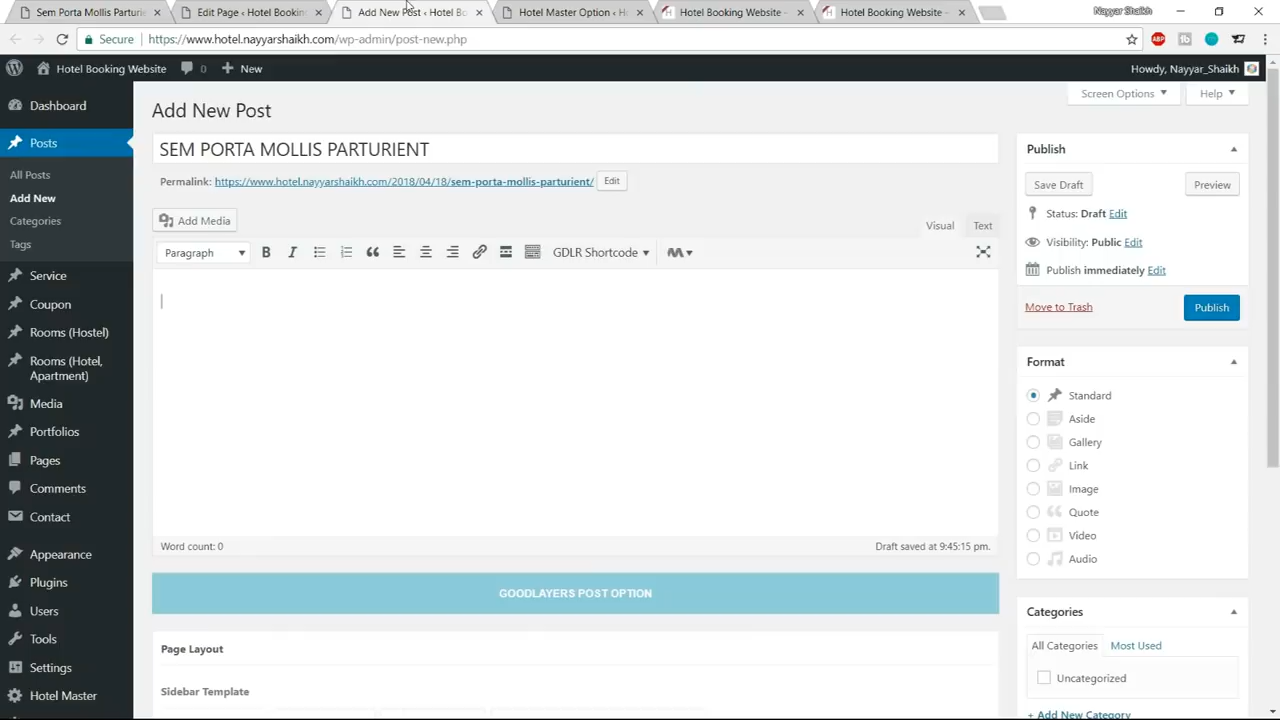 Sem Porta Mollis Parturie
Edit Page ‹ Hotel Bookin
Add New Post ‹ Hotel Bo
Hotel Master Option ‹ H
Hotel Booking Website -
Hotel Booking Website -
Nayyar Shaikh
Secure
https://www.hotel.nayyarshaikh.com/wp-admin/post-new.php
ABP
Hotel Booking Website
0
New
Howdy, Nayyar_Shaikh
Dashboard
Posts
All Posts
Add New
Categories
Tags
Service
Coupon
Rooms (Hostel)
Rooms (Hotel,
Apartment)
Media
Portfolios
Pages
Comments
Contact
Appearance
Plugins
Users
Tools
Settings
Hotel Master
Screen Options
Help
Add New Post
SEM PORTA MOLLIS PARTURIENT
Permalink: https://www.hotel.nayyarshaikh.com/2018/04/18/sem-porta-mollis-parturient/ Edit
Add Media
Visual
Text
Paragraph
B
I
GDLR Shortcode
Word count: 0
Draft saved at 9:45:15 pm.
GOODLAYERS POST OPTION
Page Layout
Sidebar Template
Publish
Save Draft
Preview
Status: Draft Edit
Visibility: Public Edit
Publish immediately Edit
Move to Trash
Publish
Format
Standard
Aside
Gallery
Link
Image
Quote
Video
Audio
Categories
All Categories
Most Used
Uncategorized
+ Add New Category